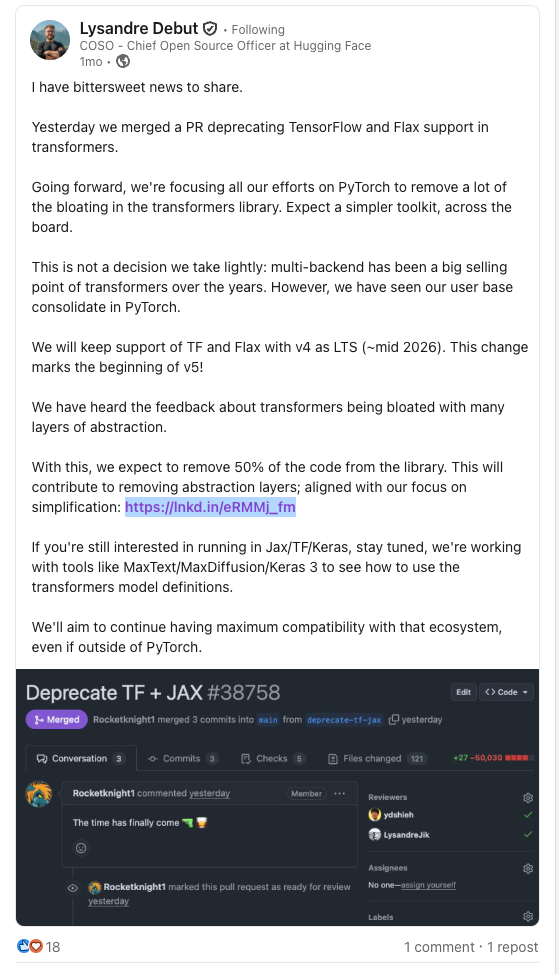 Lysandre Debut • Following
COSO - Chief Open Source Officer at Hugging Face
1mo •
I have bittersweet news to share.
Yesterday we merged a PR deprecating TensorFlow and Flax support in
transformers.
Going forward, we're focusing all our efforts on PyTorch to remove a lot of
the bloating in the transformers library. Expect a simpler toolkit, across the
board.
This is not a decision we take lightly: multi-backend has been a big selling
point of transformers over the years. However, we have seen our user base
consolidate in PyTorch.
We will keep support of TF and Flax with v4 as LTS (~mid 2026). This change
marks the beginning of v5!
We have heard the feedback about transformers being bloated with many
layers of abstraction.
With this, we expect to remove 50% of the code from the library. This will
contribute to removing abstraction layers; aligned with our focus on
simplification: https://lnkd.in/eRMMj_fm
If you're still interested in running in Jax/TF/Keras, stay tuned, we're working
with tools like MaxText/MaxDiffusion/Keras 3 to see how to use the
transformers model definitions.
We'll aim to continue having maximum compatibility with that ecosystem,
even if outside of PyTorch.
Deprecate TF + JAX #38758
Edit
<> Code
Merged
Rocketknight1 merged 3 commits into main from deprecate-tf-jax yesterday
Conversation 3
Commits 3
Checks 5
Files changed 121
+27 −50,030
Rocketknight1 commented yesterday
Member ...
The time has finally come 🔫🥃
Rocketknight1 marked this pull request as ready for review
yesterday
Reviewers
ydshieh
LysandreJik
Assignees
No one—assign yourself
Labels
18
1 comment · 1 repost